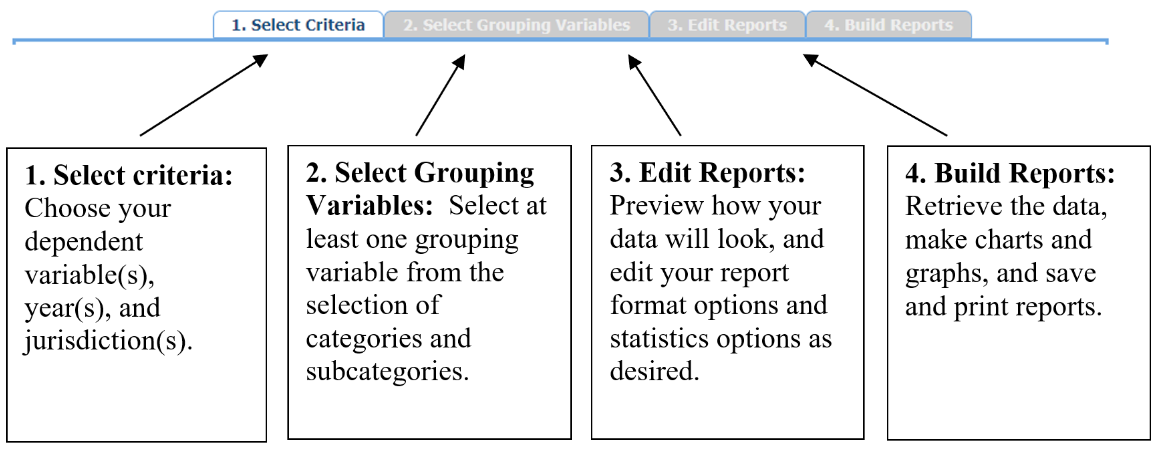 1. Select Criteria 2. Select Grouping Variables 3. Edit Reports 4. Build Reports
1. Select criteria:
Choose your
dependent
variable(s),
year(s), and
jurisdiction(s).
2. Select Grouping
Variables:  Select at
least one grouping
variable from the
selection of
categories and
subcategories.
3. Edit Reports:
Preview how your
data will look, and
edit your report
format options and
statistics options as
desired.
4. Build Reports:
Retrieve the data,
make charts and
graphs, and save
and print reports.